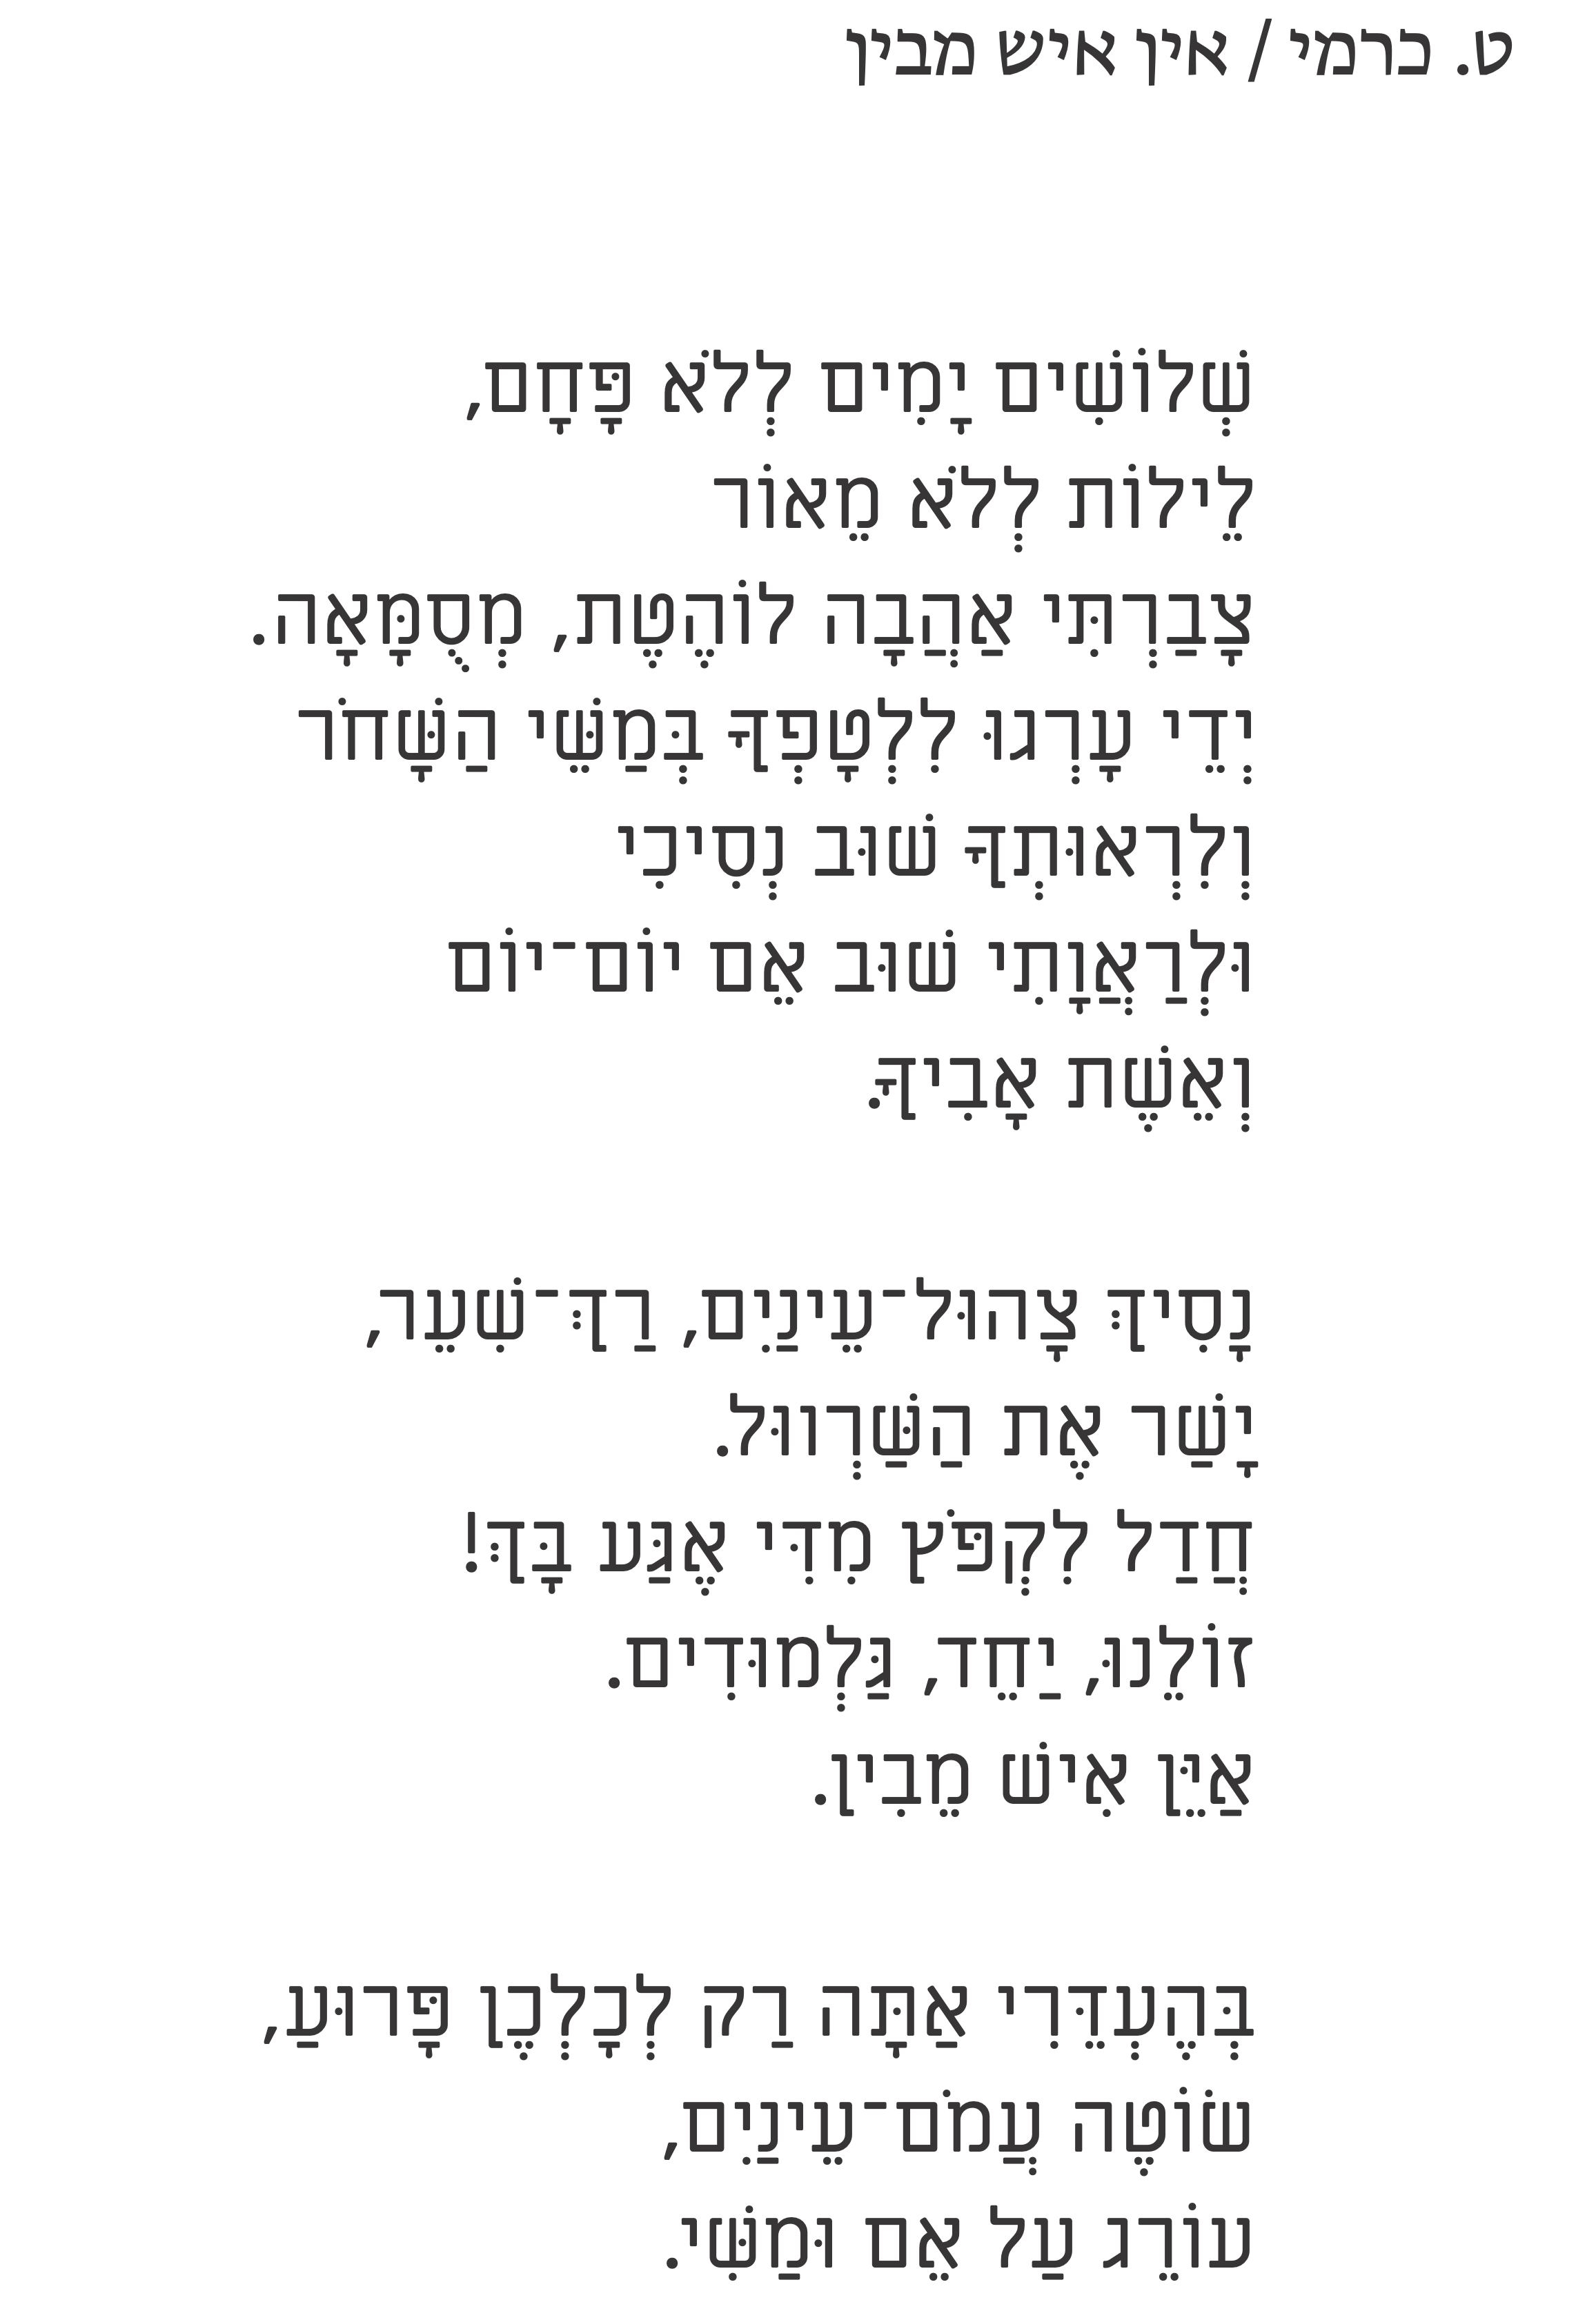 ט. כרמי / אין איש מבין
שְׁלוֹשִׁים יָמִים לְלֹא פָּחָם,
לֵילוֹת לְלֹא מֵאוֹר
צָבַרְתִּי אַהֲבָה לוֹהֶטֶת, מְסֻמָּאָה.
יְדֵי עָרְגוּ לִלְטָפְךָ בְּמַשֵּׁי הַשָּׁחֹר
וְלִרְאוּתְךָ שׁוּב נְסִיכִי
וּלְרַאֲוָתִי שׁוּב אֵם יוֹם־יוֹם
וְאֵשֶׁת אָבִיךָ.
נָסִיךְ צָהוּל־עֵינַיִם, רַךְ־שִׁעֵר,
יָשַׁר אֶת הַשַּׁרְווּל.
חֲדַל לִקְפֹּץ מִדִּי אֶגַּע בָּךְ!
זוֹלֵנוּ, יַחֵד, גַּלְמוּדִים.
אַיֵּן אִישׁ מֵבִין.
בְּהֶעְדֵּרִי אַתָּה רַק לְכָלְכֶן פָּרוּעַ,
שׂוֹטֶה עֲמֹם־עֵינַיִם,
עוֹרֵג עַל אֵם וּמַשִּׁי.